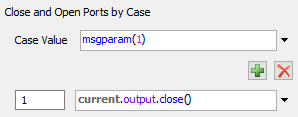 Close and Open Ports by Case
Case Value msgparam(1)
1 current.output.close()